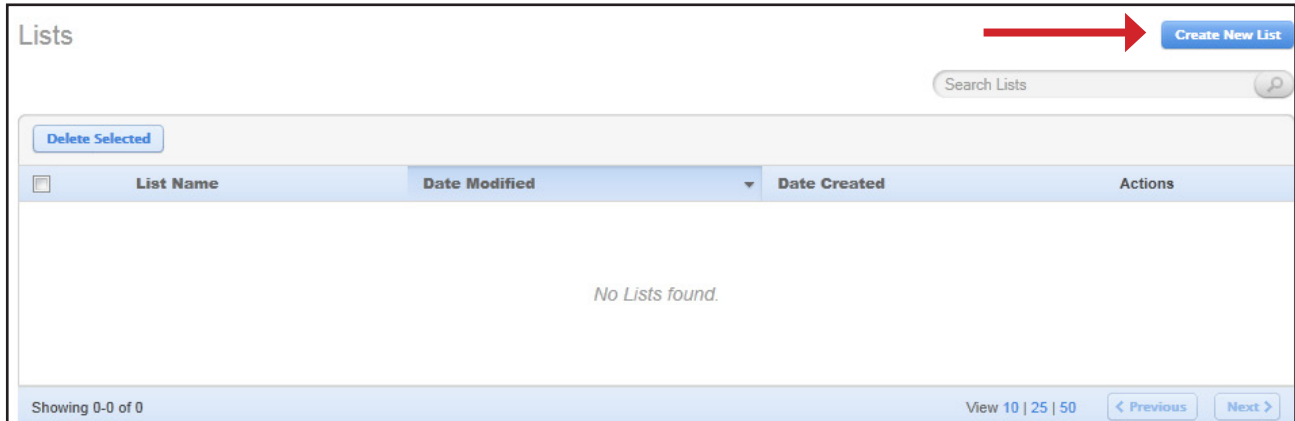 Lists
Create New List
Search Lists
Delete Selected
List Name Date Modified Date Created Actions
No Lists found.
Showing 0-0 of 0 View 10 | 25 | 50 < Previous Next >